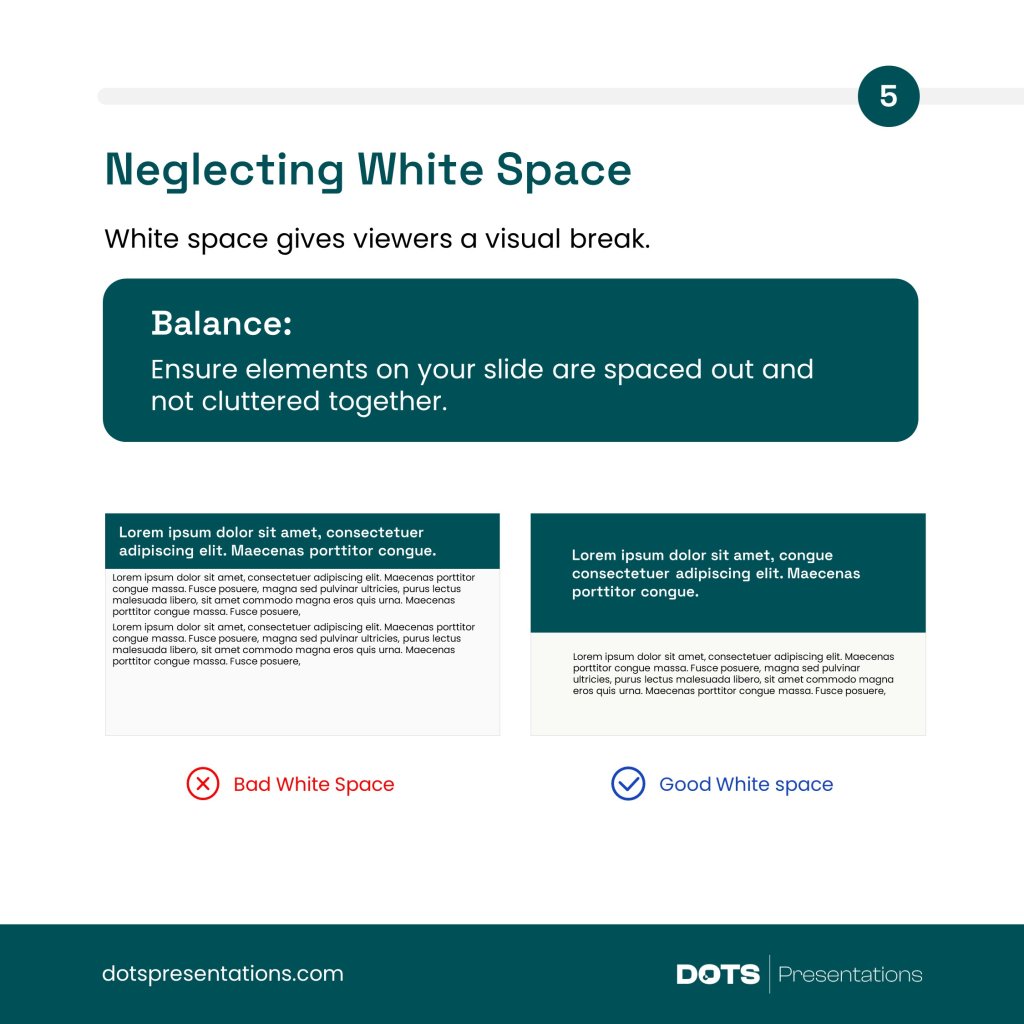 5
Neglecting White Space
White space gives viewers a visual break.
Balance:
Ensure elements on your slide are spaced out and
not cluttered together.
Lorem ipsum dolor sit amet, consectetuer
adipiscing elit. Maecenas porttitor congue.
Lorem ipsum dolor sit amet, consectetuer adipiscing elit. Maecenas porttitor
congue massa. Fusce posuere, magna sed pulvinar ultricies, purus lectus
malesuada libero, sit amet commodo magna eros quis urna. Maecenas
porttitor congue massa. Fusce posuere,
Lorem ipsum dolor sit amet, consectetuer adipiscing elit. Maecenas porttitor
congue massa. Fusce posuere, magna sed pulvinar ultricies, purus lectus
malesuada libero, sit amet commodo magna eros quis urna. Maecenas
porttitor congue massa. Fusce posuere,
Bad White Space
Lorem ipsum dolor sit amet, congue
consectetuer adipiscing elit. Maecenas
porttitor congue.
Lorem ipsum dolor sit amet, consectetuer adipiscing elit. Maecenas
porttitor congue massa. Fusce posuere, magna sed pulvinar
ultricies, purus lectus malesuada libero, sit amet commodo magna
eros quis urna. Maecenas porttitor congue massa. Fusce posuere,
Good White space
dotspresentations.com
DOTS Presentations